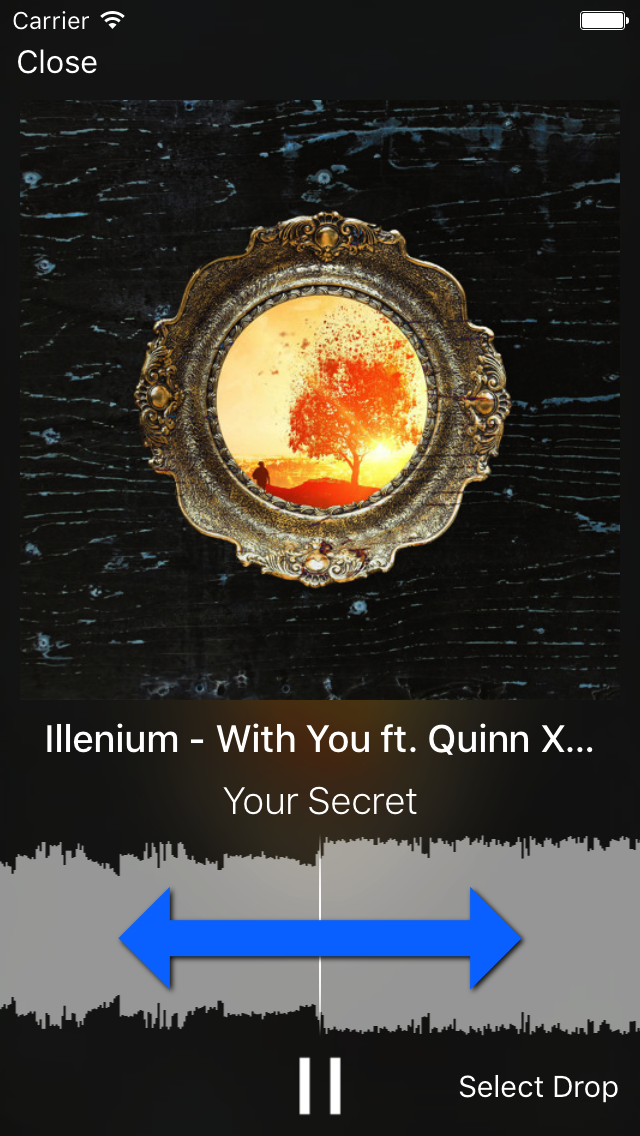 Carrier
Close
Illenium - With You ft. Quinn X...
Your Secret
Select Drop